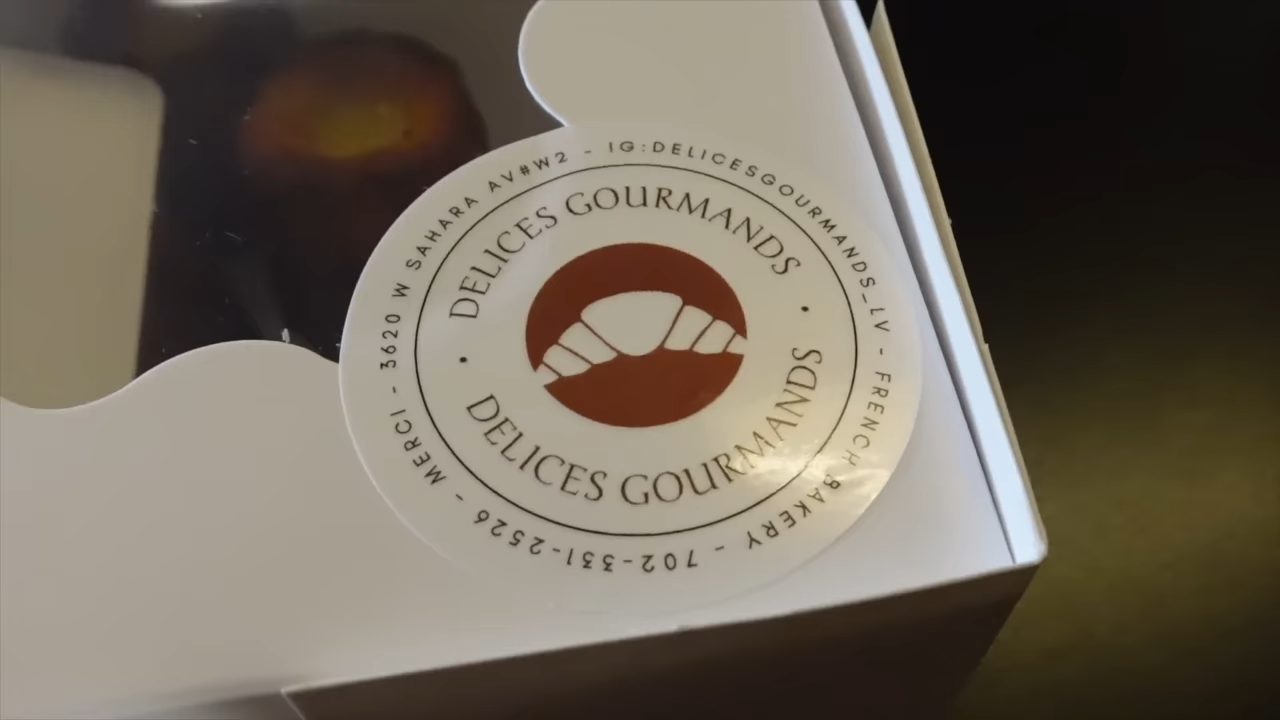 MERCI - 3620 W SAHARA AV#W2 - IG:DELICESGOURMANDS_LV - FRENCH BAKERY - 702-331-2526 -
DELICES GOURMANDS
DELICES GOURMANDS